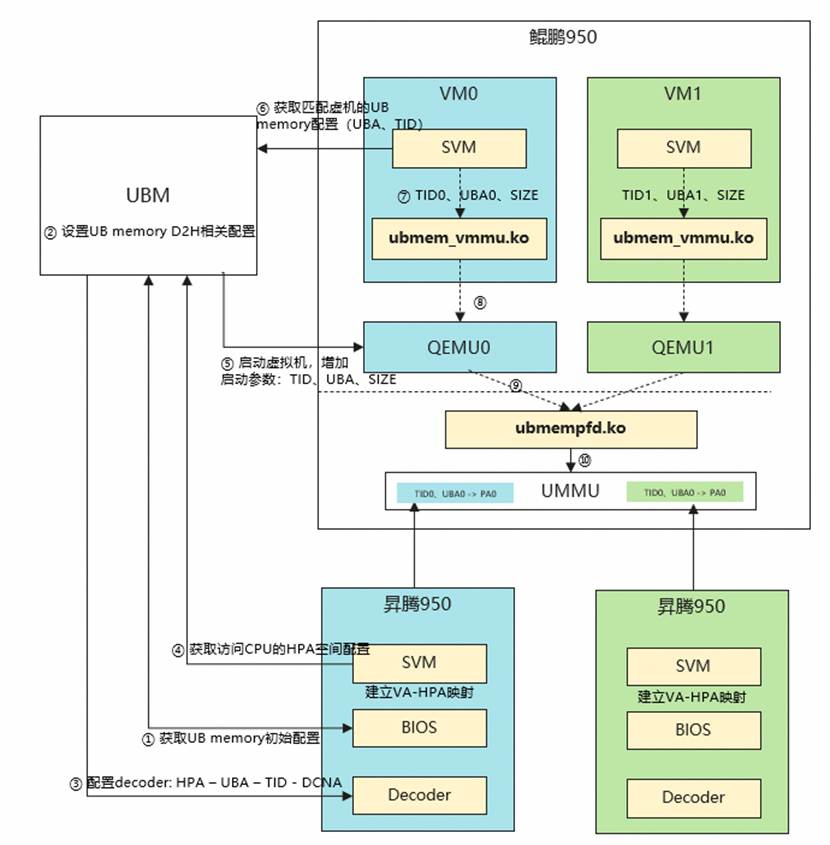 鲲鹏950
VM0
VM1
⑥ 获取匹配虚机的UB
memory配置（UBA、TID）
SVM
SVM
UBM
② 设置UB memory D2H相关配置
⑦ TID0、UBA0、SIZE
TID1、UBA1、SIZE
ubmem_vmmu.ko
ubmem_vmmu.ko
⑧
QEMU0
QEMU1
⑤ 启动虚拟机，增加
启动参数：TID、UBA、SIZE
⑨
ubmempfd.ko
⑩
TID0、UBA0 -> PA0
UMMU
TID0、UBA0 -> PA0
昇腾950
昇腾950
④ 获取访问CPU的HPA空间配置
SVM
SVM
建立VA-HPA映射
建立VA-HPA映射
① 获取UB memory初始配置
BIOS
BIOS
③ 配置decoder: HPA – UBA – TID - DCNA
Decoder
Decoder